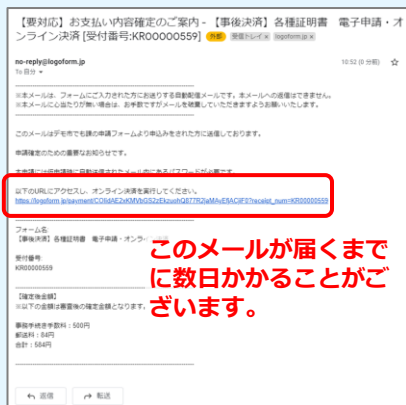 【要対応】お支払い内容確定のご案内 - 【事後決済】各種証明書　電子申請・オ
ンライン決済 [受付番号:KR00000559] 外部 受信トレイ× logoform.jp×
no-reply@logoform.jp
10:52 (0 分前)
To 自分
※本メールは、フォームにご入力された方にお送りする自動配信メールです。本メールへの返信はできません。
※本メールに心当たりが無い場合は、お手数ですがメールを破棄していただきますようお願いいたします。
このメールはデモ市でも課の申請フォームより申込みをされた方に返信しております。
申請確定のための重要なお知らせです。
以下のURLにアクセスし、オンライン決済を実行してください。
フォーム名:
【事後決済】各種証明書　電子申請・オンラ
受付番号:
KR00000559
このメールが届くまで
に数日かかることがご
ざいます。
【確定後金額】
※以下の金額は審査後の確定金額となります。
事務手続き手数料：500円
郵送料：84円
合計：584円
返信
転送